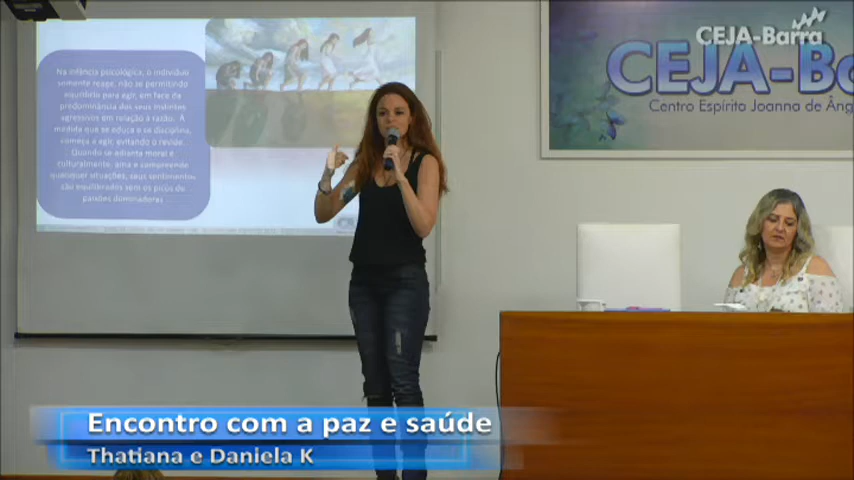 CEJA-Barra
Na infância psicológica, o indivíduo
somente reage, não se permitindo
equilíbrio para agir, em face da
predominância dos seus instintos
agressivos em relação à razão. À
medida que se educa e se disciplina,
começa a agir, evitando o revide.
Quando se adianta moral e
culturalmente, ama e compreende
quaisquer situações, seus sentimentos
são equilibrados sem os picos de
paixões dominadoras
CEJA-Ba
Centro Espírito Joanna de Âng
Encontro com a paz e saúde
Thatiana e Daniela K